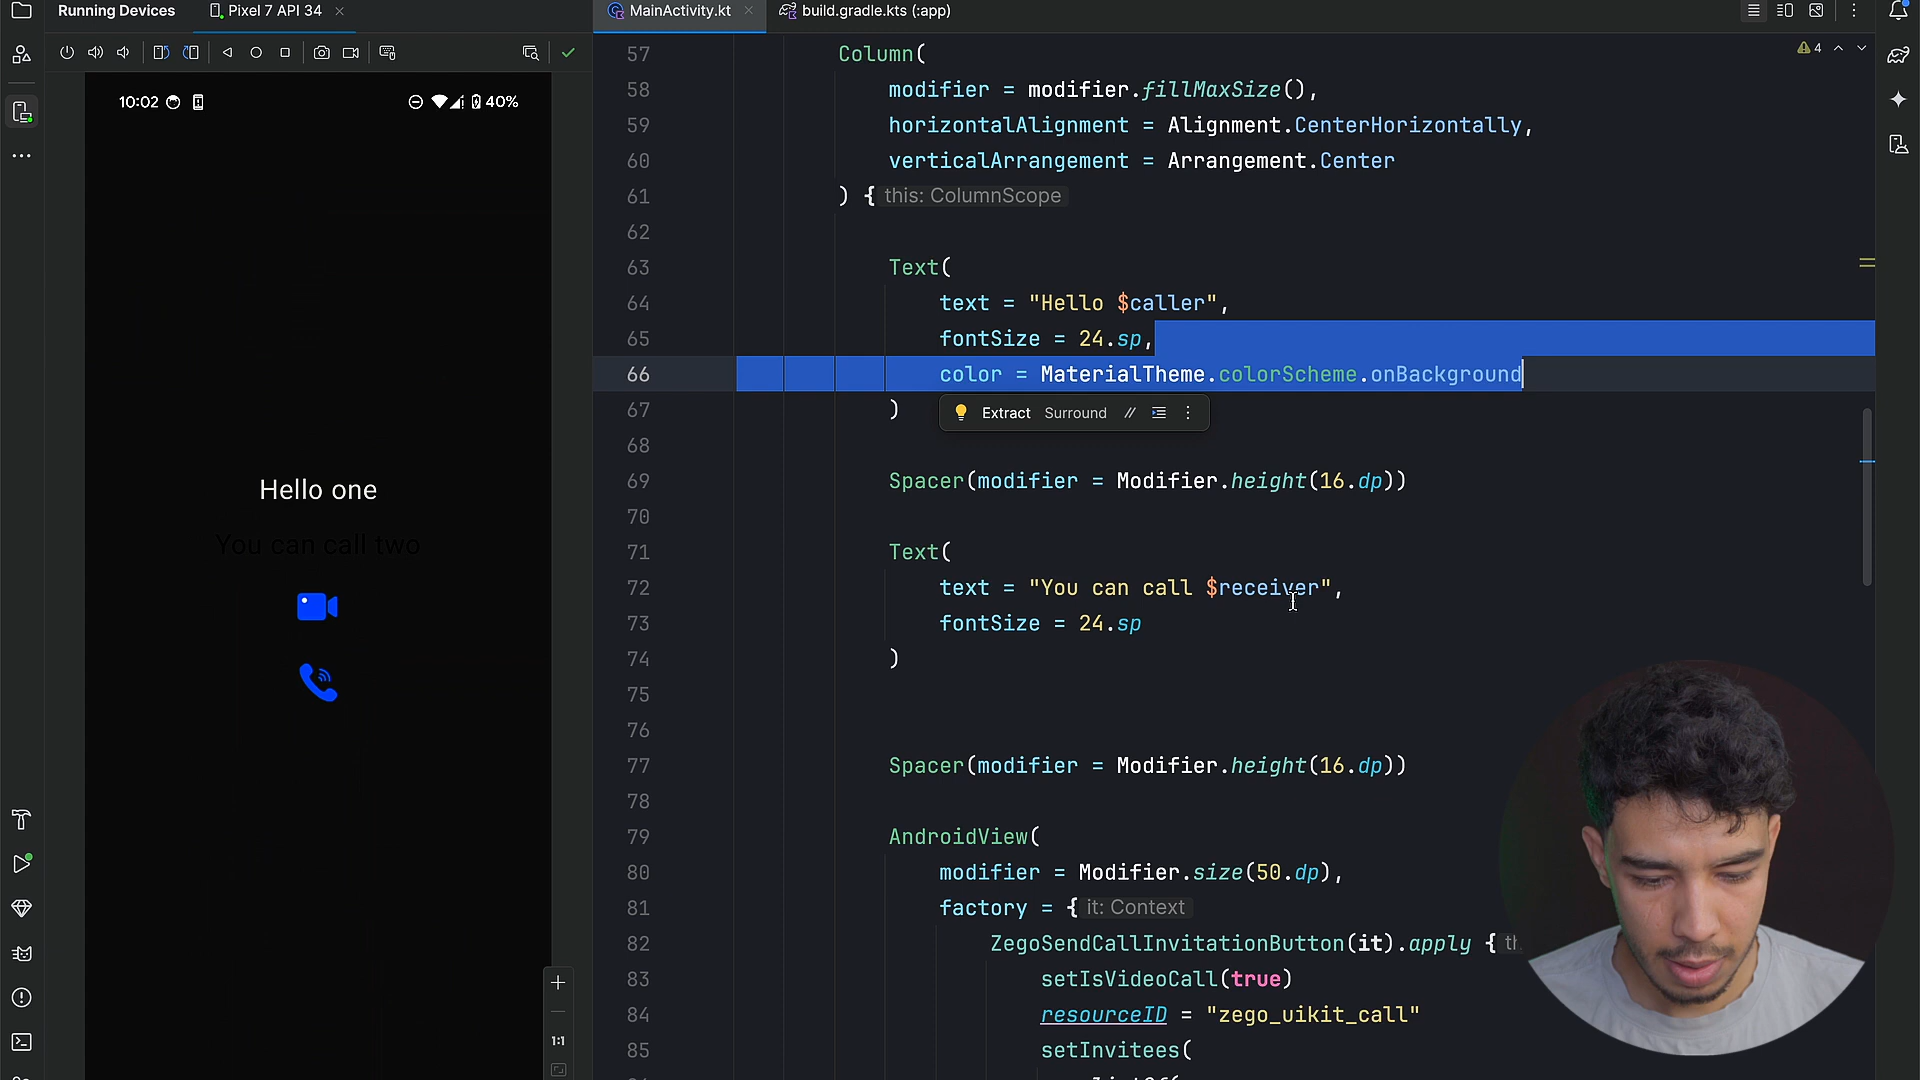 Running Devices
Pixel 7 API 34
MainActivity.kt
build.gradle.kts (:app)
10:02
40%
Hello one
You can call two
1:1
4
57 Column(
58 modifier = modifier.fillMaxSize(),
59 horizontalAlignment = Alignment.CenterHorizontally,
60 verticalArrangement = Arrangement.Center
61 ) { this: ColumnScope
62
63 Text(
64 text = "Hello $caller",
65 fontSize = 24.sp,
66 color = MaterialTheme.colorScheme.onBackground
67 )
Extract Surround //
68
69 Spacer(modifier = Modifier.height(16.dp))
70
71 Text(
72 text = "You can call $receiver",
73 fontSize = 24.sp
74 )
75
76
77 Spacer(modifier = Modifier.height(16.dp))
78
79 AndroidView(
80 modifier = Modifier.size(50.dp),
81 factory = { it: Context
82 ZegoSendCallInvitationButton(it).apply { th
83 setIsVideoCall(true)
84 resourceID = "zego_uikit_call"
85 setInvitees(